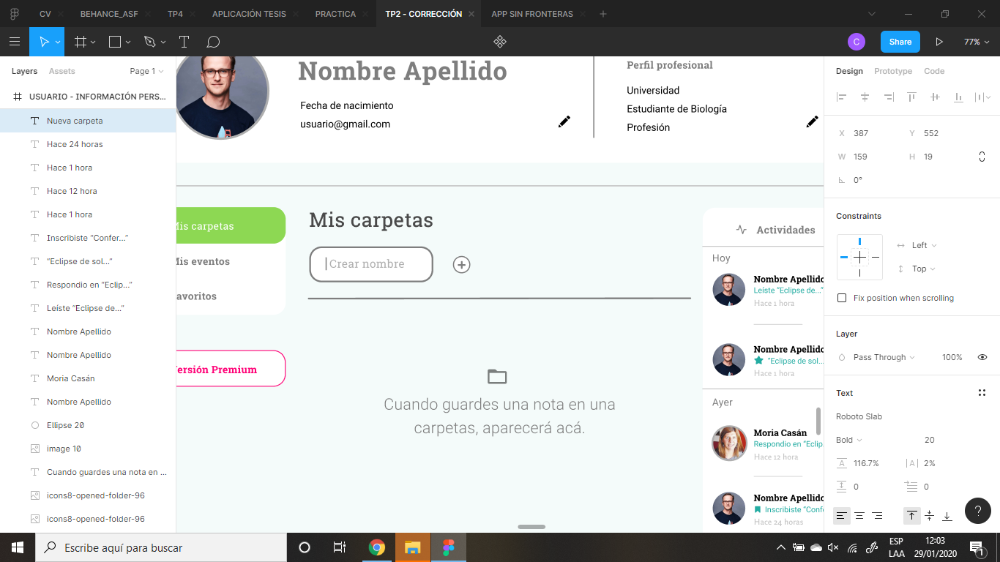 CV
BEHANCE_ASF
TP4
APLICACIÓN TESIS
PRACTICA
TP2 - CORRECCIÓN
APP SIN FRONTERAS
C
Share
77%
Layers
Assets
Page 1
USUARIO - INFORMACIÓN PERS...
Nueva carpeta
Hace 24 horas
Hace 1 hora
Hace 12 hora
Hace 1 hora
Inscribiste “Confer...”
“Eclipse de sol...”
Respondio en “Eclip...”
Leíste “Eclipse de...”
Nombre Apellido
Nombre Apellido
Moria Casán
Nombre Apellido
Ellipse 20
image 10
Cuando guardes una nota en ...
icons8-opened-folder-96
icons8-opened-folder-96
Nombre Apellido
Fecha de nacimiento
usuario@gmail.com
Perfil profesional
Universidad
Estudiante de Biología
Profesión
Mis carpetas
Mis eventos
avoritos
ersión Premium
Mis carpetas
Crear nombre
Cuando guardes una nota en una
carpetas, aparecerá acá.
Actividades
Hoy
Nombre Apellido
Leíste “Eclipse de...”
Hace 1 hora
Nombre Apellido
“Eclipse de sol...
Hace 1 hora
Ayer
Moria Casán
Respondio en “Eclip.
Hace 12 hora
Nombre Apellido
Inscribiste “Confe
Hace 24 horas
Design
Prototype
Code
X 387
Y 552
W 159
H 19
0°
Constraints
Left
Top
Fix position when scrolling
Layer
Pass Through
100%
Text
Roboto Slab
Bold
20
A 116.7%
|A| 2%
0
0
?
Escribe aquí para buscar
ESP
LAA
12:03
29/01/2020
1